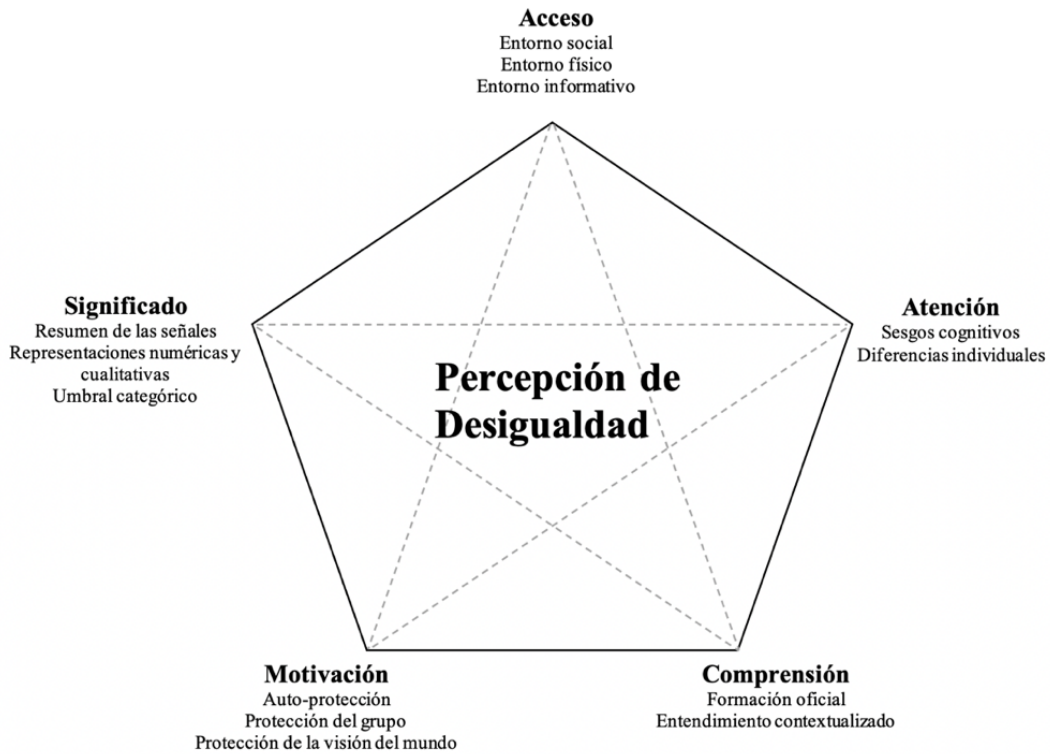 Acceso
Entorno social
Entorno físico
Entorno informativo
Significado
Resumen de las señales
Representaciones numéricas y
cualitativas
Umbral categórico
Atención
Sesgos cognitivos
Diferencias individuales
Percepción de
Desigualdad
Motivación
Auto-protección
Protección del grupo
Protección de la visión del mundo
Comprensión
Formación oficial
Entendimiento contextualizado